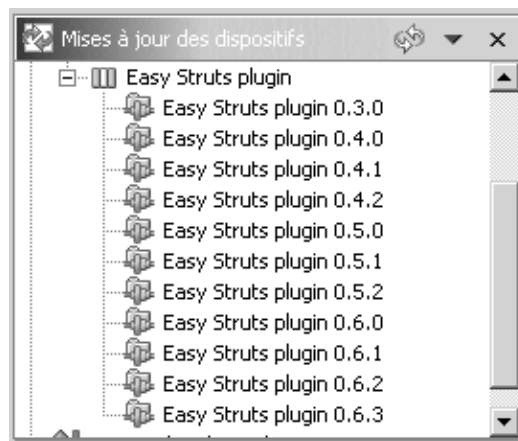 Mises à jour des dispositifs
Easy Struts plugin
Easy Struts plugin 0.3.0
Easy Struts plugin 0.4.0
Easy Struts plugin 0.4.1
Easy Struts plugin 0.4.2
Easy Struts plugin 0.5.0
Easy Struts plugin 0.5.1
Easy Struts plugin 0.5.2
Easy Struts plugin 0.6.0
Easy Struts plugin 0.6.1
Easy Struts plugin 0.6.2
Easy Struts plugin 0.6.3